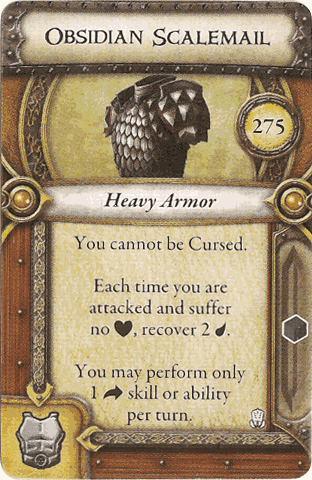 OBSIDIAN SCALEMAIL
275
Heavy Armor
You cannot be Cursed.
Each time you are
attacked and suffer
no ♥, recover 2 .
You may perform only
1 skill or ability
per turn.